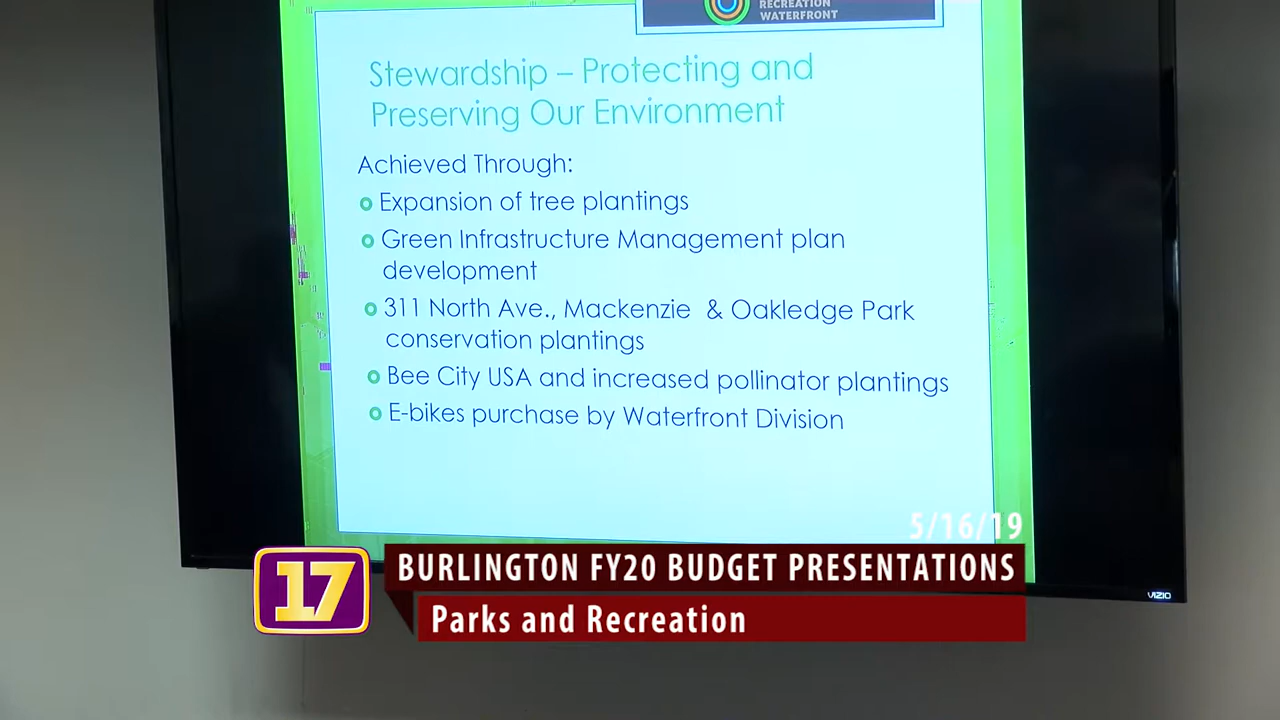 RECREATION
WATERFRONT
Stewardship – Protecting and
Preserving Our Environment
Achieved Through:
Expansion of tree plantings
Green Infrastructure Management plan
development
311 North Ave., Mackenzie & Oakledge Park
conservation plantings
Bee City USA and increased pollinator plantings
E-bikes purchase by Waterfront Division
5/16/19
17
BURLINGTON FY20 BUDGET PRESENTATIONS
Parks and Recreation
VIZIO